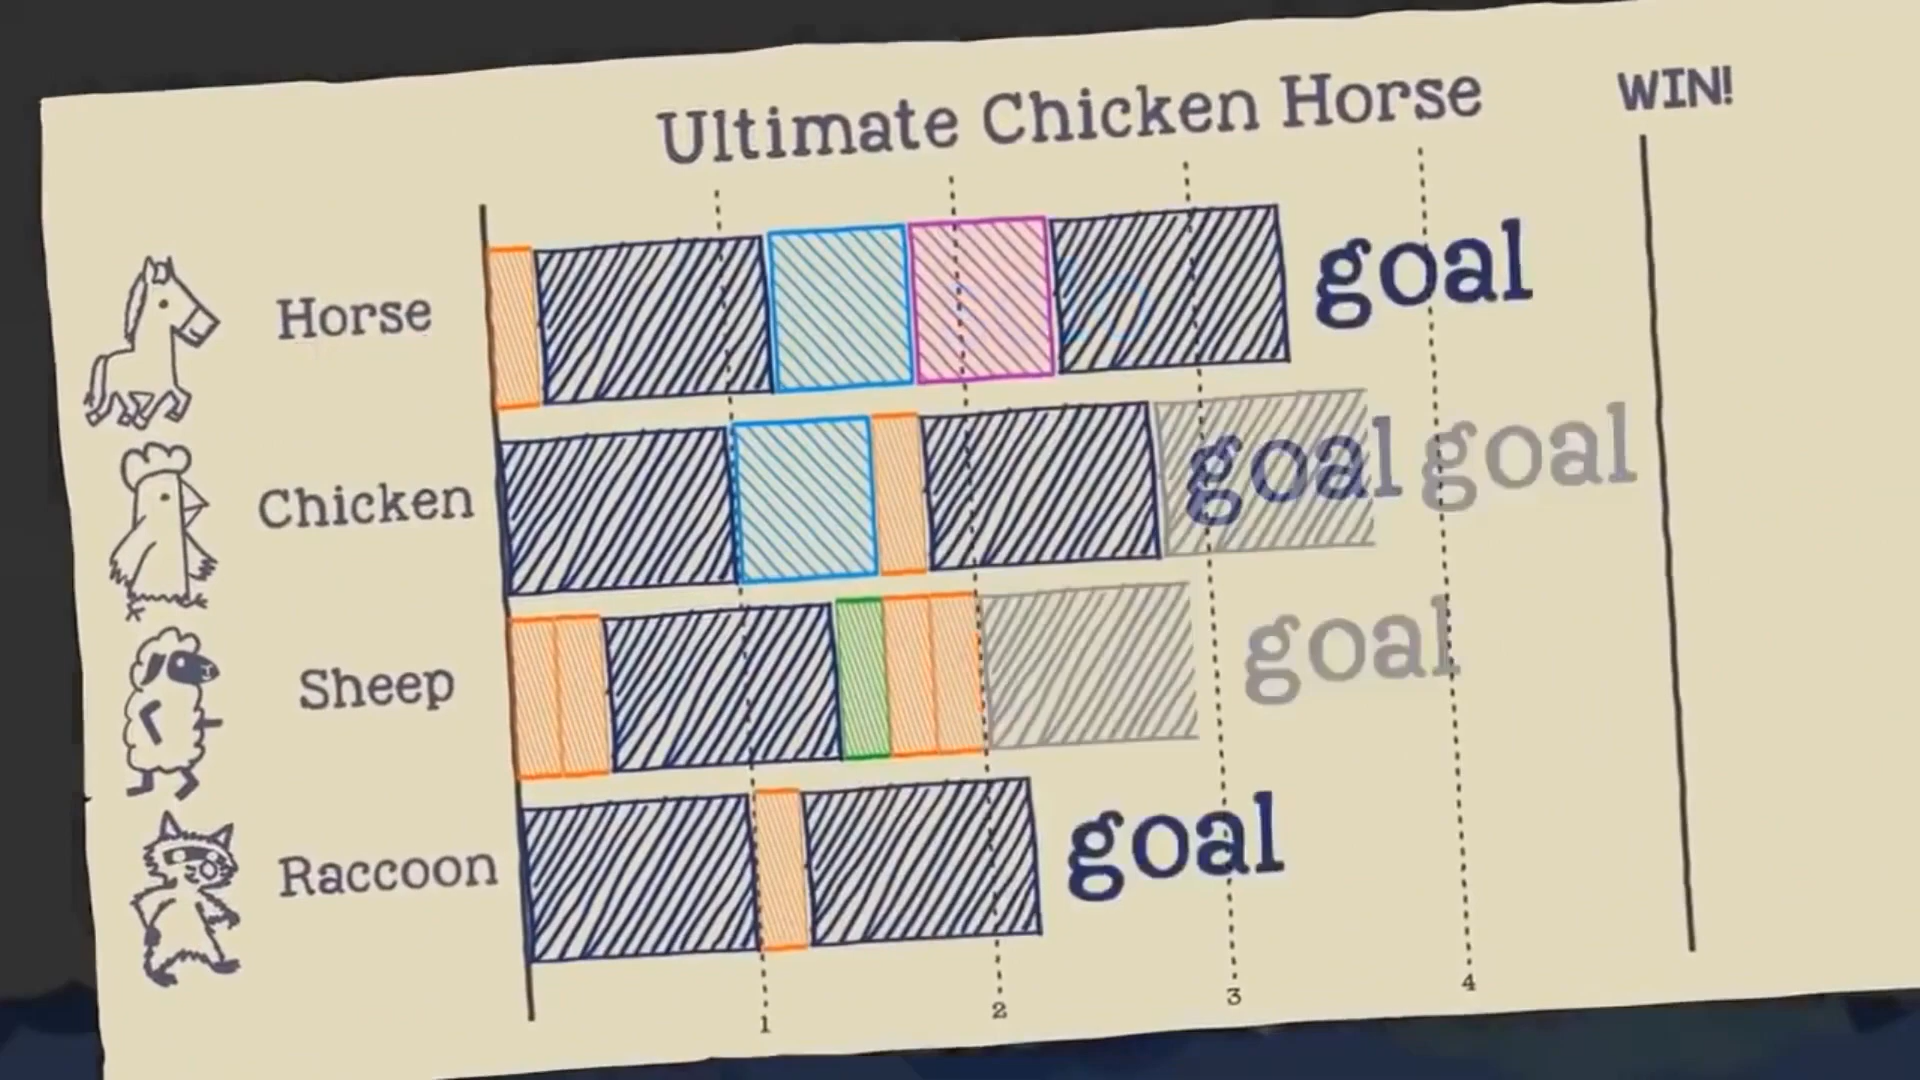 Ultimate Chicken Horse
WIN!
Horse
goal
Chicken
goal goal
Sheep
goal
Raccoon
goal
1
2
3
4